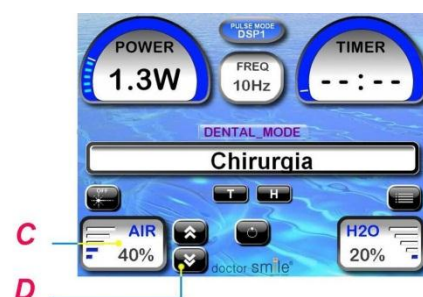 PULSE MODE
DSP1
POWER
1.3W
FREQ
10Hz
TIMER
--:--
DENTAL_MODE
Chirurgia
OFF
T H
C
AIR
40%
H2O
20%
D
doctor smile®